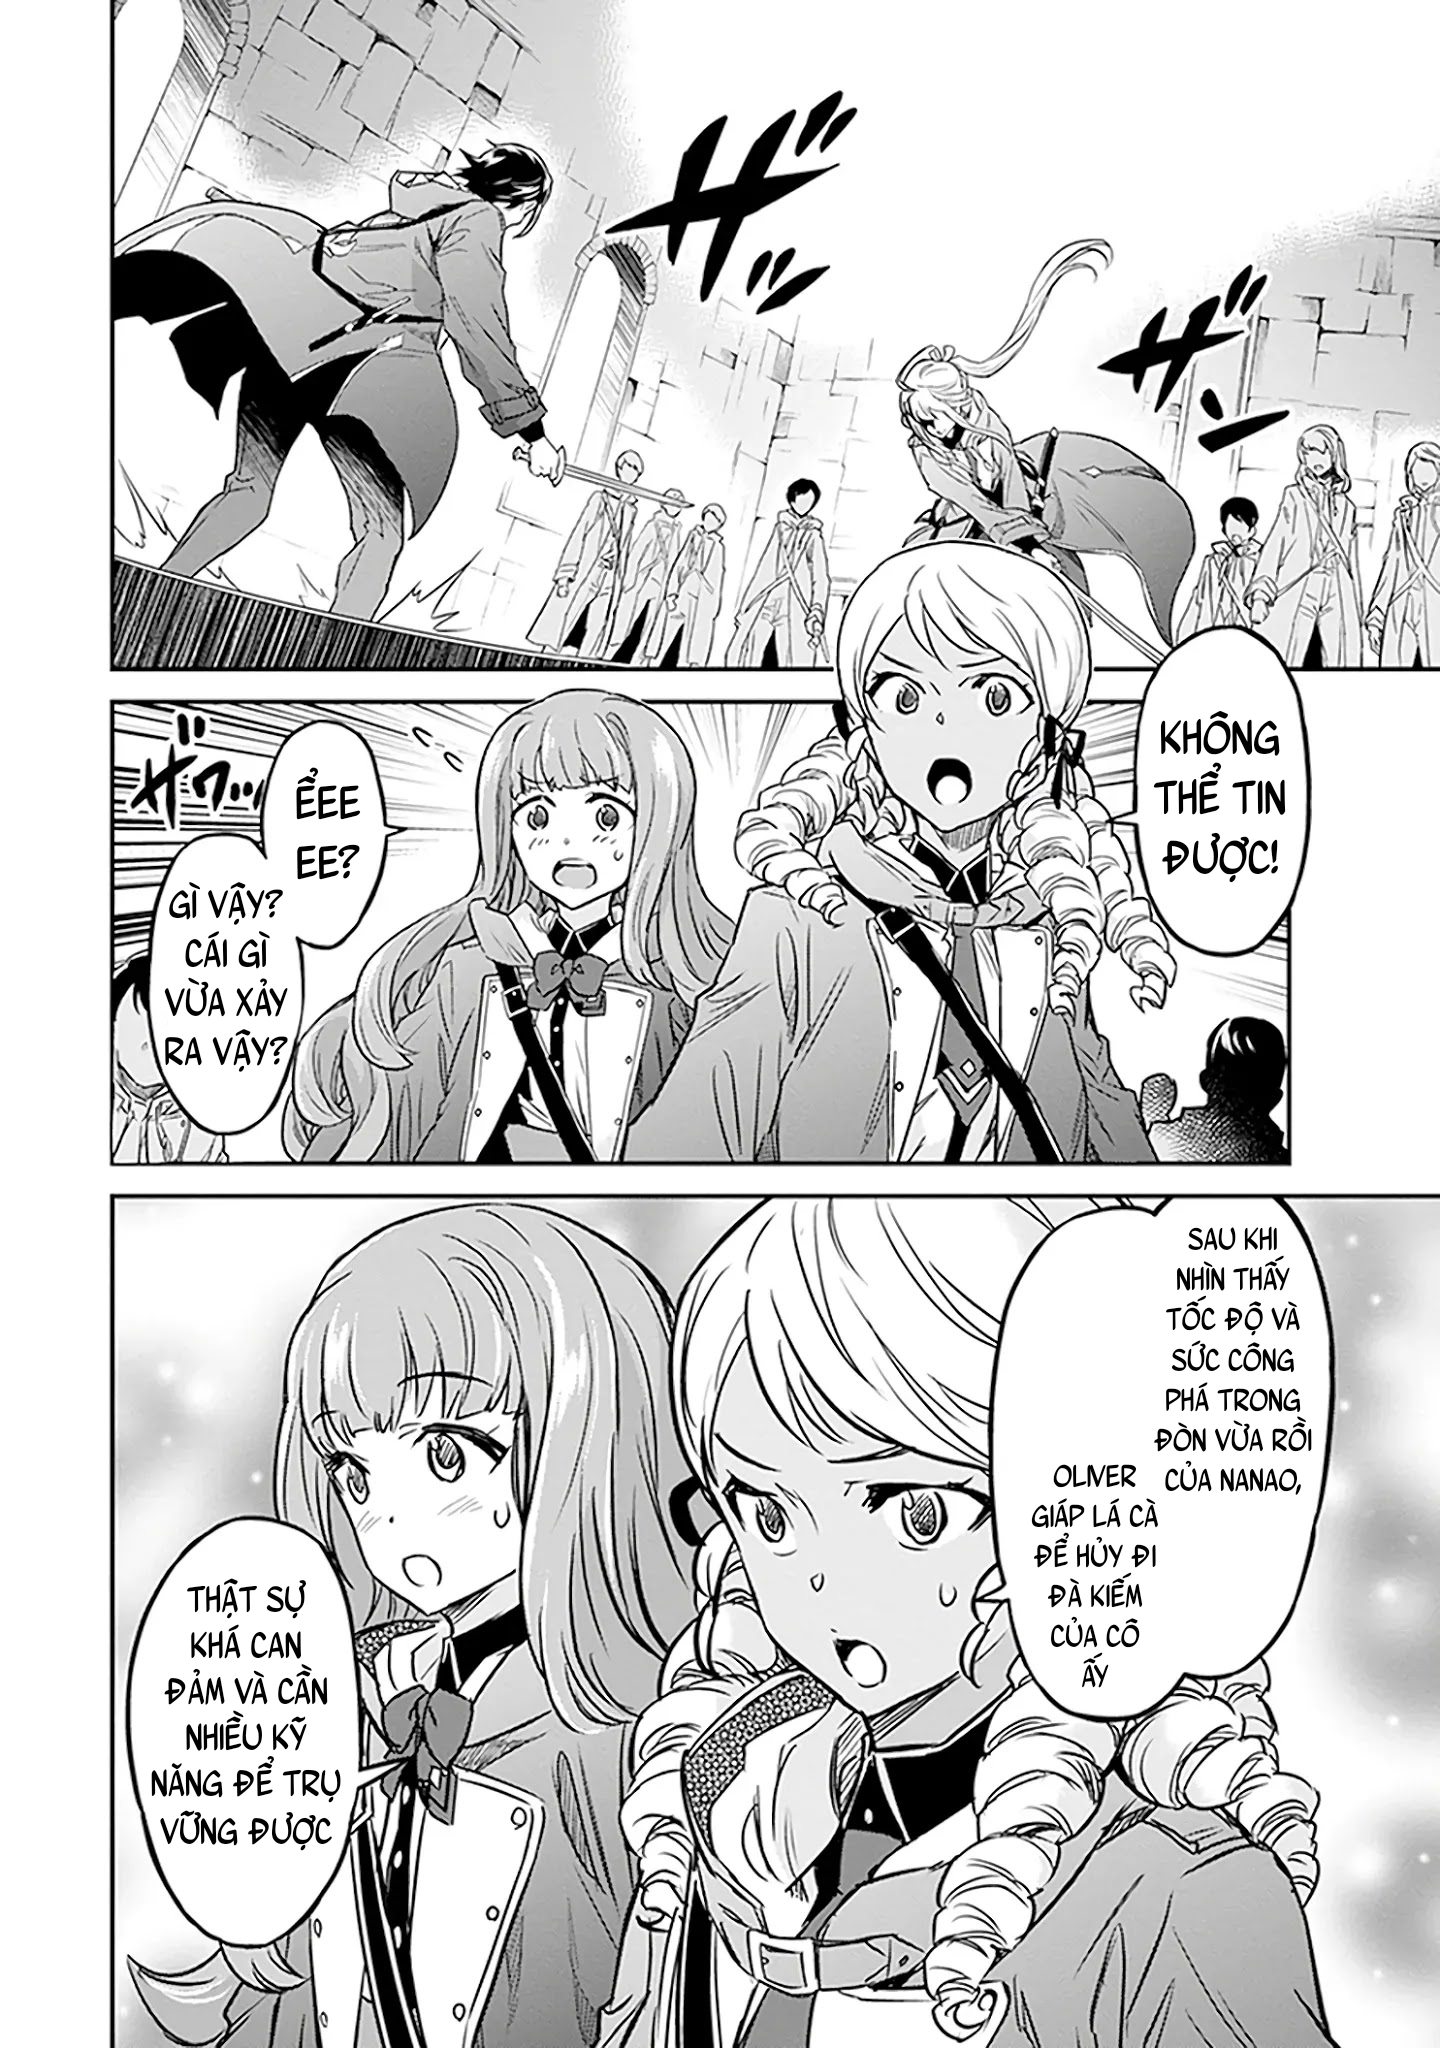 ザザッ
ザンッ
KHÔNG
THỂ TIN
ĐƯỢC!
ỂEE
EE?
GÌ VẬY?
CÁI GÌ
VỪA XẢY
RA VẬY?
ザワ...
SAU KHI
NHÌN THẤY
TỐC ĐỘ VÀ
SỨC CÔNG
PHÁ TRONG
ĐÒN VỪA RỒI
CỦA NANAO,
OLIVER
GIÁP LÁ CÀ
ĐỂ HỦY ĐI
ĐÀ KIẾM
CỦA CÔ
ẤY
THẬT SỰ
KHÁ CAN
ĐẢM VÀ CẦN
NHIỀU KỸ
NĂNG ĐỂ TRỤ
VỮNG ĐƯỢC